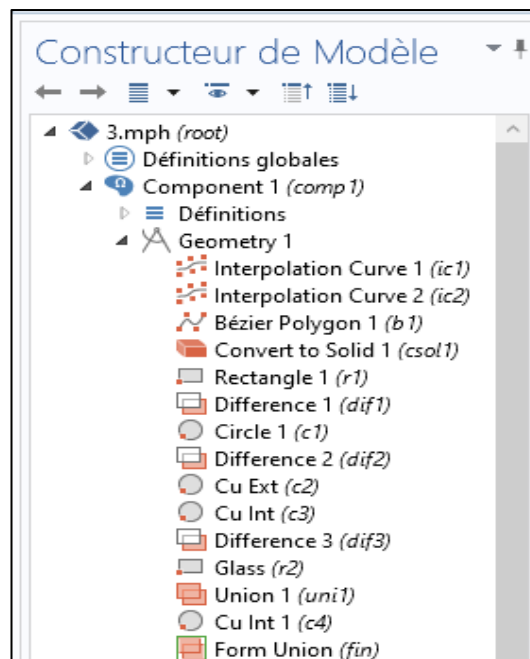 Constructeur de Modèle
3.mph (root)
Définitions globales
Component 1 (comp1)
Définitions
Geometry 1
Interpolation Curve 1 (ic1)
Interpolation Curve 2 (ic2)
Bézier Polygon 1 (b1)
Convert to Solid 1 (csol1)
Rectangle 1 (r1)
Difference 1 (dif1)
Circle 1 (c1)
Difference 2 (dif2)
Cu Ext (c2)
Cu Int (c3)
Difference 3 (dif3)
Glass (r2)
Union 1 (uni1)
Cu Int 1 (c4)
Form Union (fin)